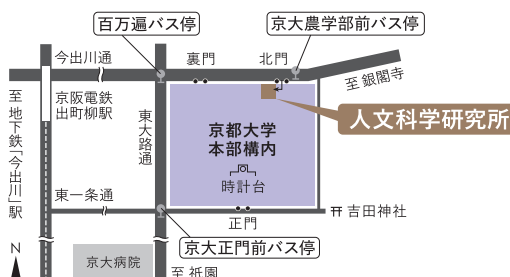 百万遍バス停
京大農学部前バス停
今出川通
裏門
北門
至 銀閣寺
至 地下鉄「今出川」駅
京阪電鉄
出町柳駅
東大路通
京都大学
本部構内
時計台
人文科学研究所
東一条通
正門
吉田神社
京大正門前バス停
N
京大病院
至 祇園